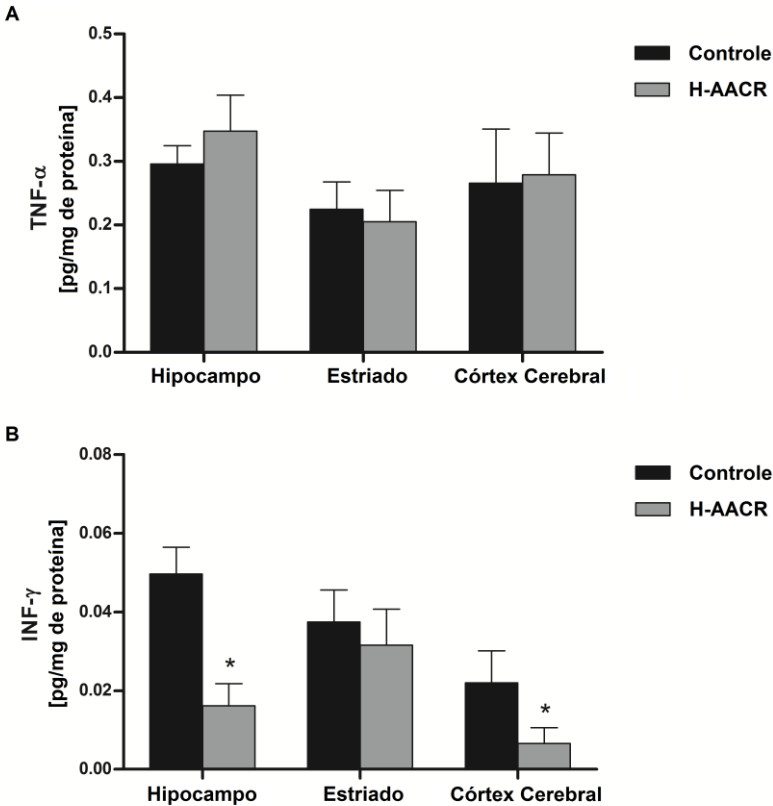 A
0.5
0.4
0.3
0.2
0.1
0.0
TNF-α
[pg/mg de proteína]
Controle
H-AACR
Hipocampo
Estriado
Córtex Cerebral
B
0.08
0.06
0.04
0.02
0.00
INF-γ
[pg/mg de proteína]
Controle
H-AACR
*
*
Hipocampo
Estriado
Córtex Cerebral